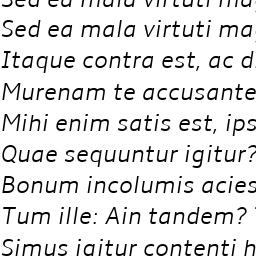 Sed ea mala virtuti ma
Sed ea mala virtuti ma
Itaque contra est, ac d
Murenam te accusante
Mihi enim satis est, ips
Quae sequuntur igitur?
Bonum incolumis acies
Tum ille: Ain tandem?
Simus igitur contenti h